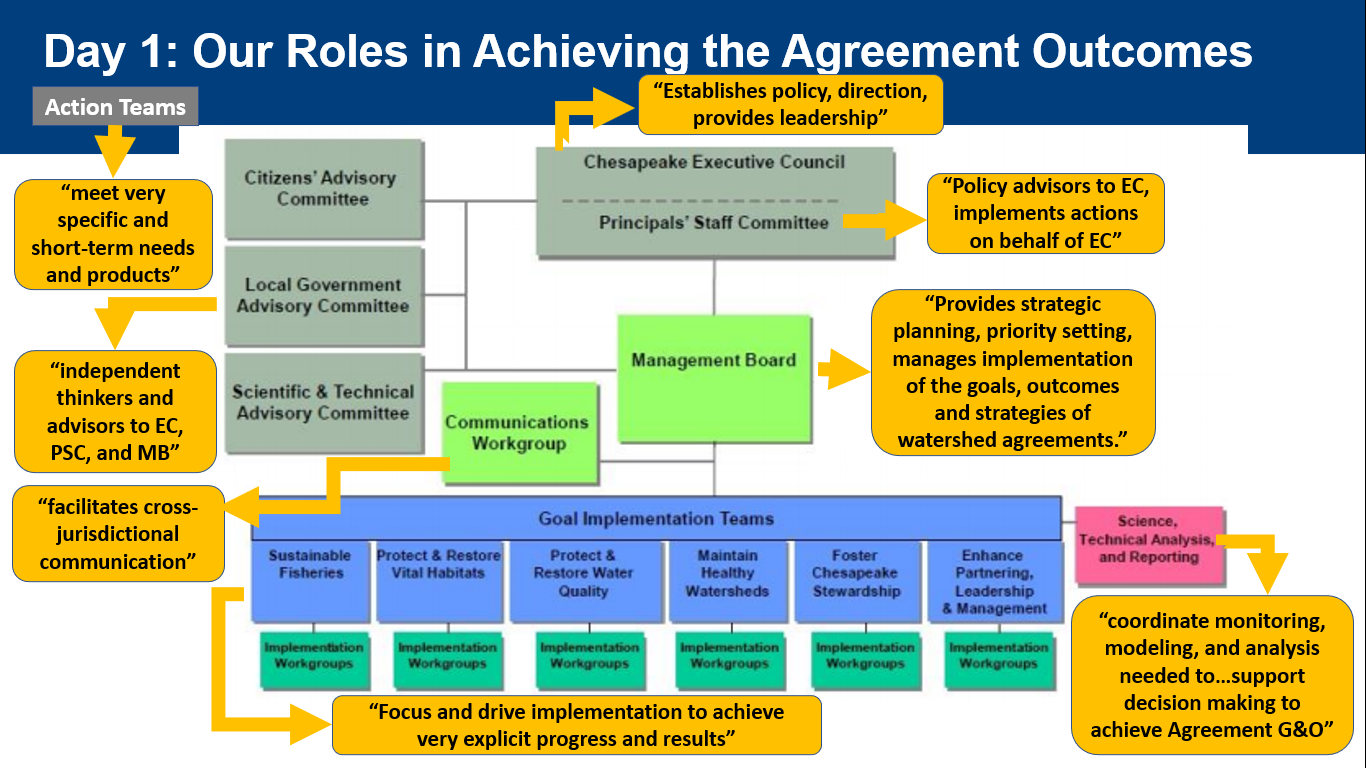 Day 1: Our Roles in Achieving the Agreement Outcomes
Action Teams
“Establishes policy, direction,
provides leadership”
“meet very
specific and
short-term needs
and products”
Citizens’ Advisory
Committee
Chesapeake Executive Council
Principals’ Staff Committee
“Policy advisors to EC,
implements actions
on behalf of EC”
Local Government
Advisory Committee
“independent
thinkers and
advisors to EC,
PSC, and MB”
Scientific & Technical
Advisory Committee
Management Board
“Provides strategic
planning, priority setting,
manages implementation
of the goals, outcomes
and strategies of
watershed agreements.”
Communications
Workgroup
“facilitates cross-
jurisdictional
communication”
Goal Implementation Teams
Sustainable
Fisheries
Protect & Restore
Vital Habitats
Protect &
Restore Water
Quality
Maintain
Healthy
Watersheds
Foster
Chesapeake
Stewardship
Enhance
Partnering,
Leadership
& Management
Science,
Technical Analysis,
and Reporting
Implementation
Workgroups
Implementation
Workgroups
Implementation
Workgroups
Implementation
Workgroups
Implementation
Workgroups
Implementation
Workgroups
“Focus and drive implementation to achieve
very explicit progress and results”
“coordinate monitoring,
modeling, and analysis
needed to…support
decision making to
achieve Agreement G&O”